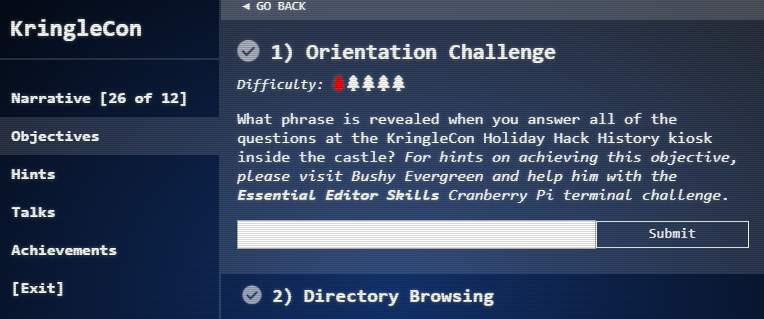 KringleCon
Narrative [26 of 12]
Objectives
Hints
Talks
Achievements
[Exit]
◄ GO BACK
1) Orientation Challenge
Difficulty:
What phrase is revealed when you answer all of the
questions at the KringleCon Holiday Hack History kiosk
inside the castle? For hints on achieving this objective,
please visit Bushy Evergreen and help him with the
Essential Editor Skills Cranberry Pi terminal challenge.
Submit
2) Directory Browsing